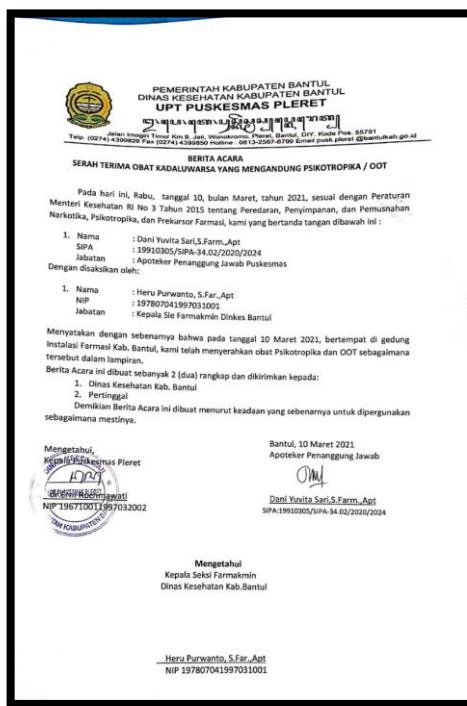 PEMERINTAH KABUPATEN BANTUL
DINAS KESEHATAN KABUPATEN BANTUL
UPT PUSKESMAS PLERET
Jalan Imogiri Timur Km.9, Jati, Wonokromo, Pleret, Bantul, DIY. Kode Pos. 55791
Telp. (0274) 4399829 Fax (0274) 4399850 Hotline : 0813-2567-6799 Email pusk.pleret @bantulkab.go.id
BERITA ACARA
SERAH TERIMA OBAT KADALUWARSA YANG MENGANDUNG PSIKOTROPIKA / OOT
Pada hari ini, Rabu, tanggal 10, bulan Maret, tahun 2021, sesuai dengan Peraturan
Menteri Kesehatan RI No 3 Tahun 2015 tentang Peredaran, Penyimpanan, dan Pemusnahan
Narkotika, Psikotropika, dan Prekursor Farmasi, kami yang bertanda tangan dibawah ini :
1. Nama : Dani Yuvita Sari,S.Farm.,Apt
SIPA : 19910305/SIPA-34.02/2020/2024
Jabatan : Apoteker Penanggung Jawab Puskesmas
Dengan disaksikan oleh:
1. Nama : Heru Purwanto, S.Far.,Apt
NIP : 197807041997031001
Jabatan : Kepala Sie Farmakmin Dinkes Bantul
Menyatakan dengan sebenarnya bahwa pada tanggal 10 Maret 2021, bertempat di gedung
Instalasi Farmasi Kab. Bantul, kami telah menyerahkan obat Psikotropika dan OOT sebagaimana
tersebut dalam lampiran.
Berita Acara ini dibuat sebanyak 2 (dua) rangkap dan dikirimkan kepada:
1. Dinas Kesehatan Kab. Bantul
2. Pertinggal
Demikian Berita Acara ini dibuat menurut keadaan yang sebenarnya untuk dipergunakan
sebagaimana mestinya.
Mengetahui,
Kepala Puskesmas Pleret
dr.Erni Rochmawati
NIP 196710011997032002
Bantul, 10 Maret 2021
Apoteker Penanggung Jawab
Dani Yuvita Sari,S.Farm.,Apt
SIPA:19910305/SIPA-34.02/2020/2024
Mengetahui
Kepala Seksi Farmakmin
Dinas Kesehatan Kab.Bantul
Heru Purwanto, S.Far.,Apt
NIP 197807041997031001